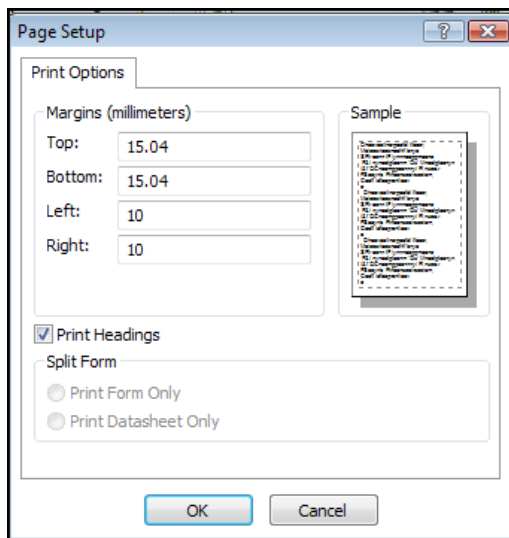 Page Setup
Print Options
Margins (millimeters)
Sample
Top:
15.04
Bottom:
15.04
Left:
10
Right:
10
Print Headings
Split Form
Print Form Only
Print Datasheet Only
OK
Cancel